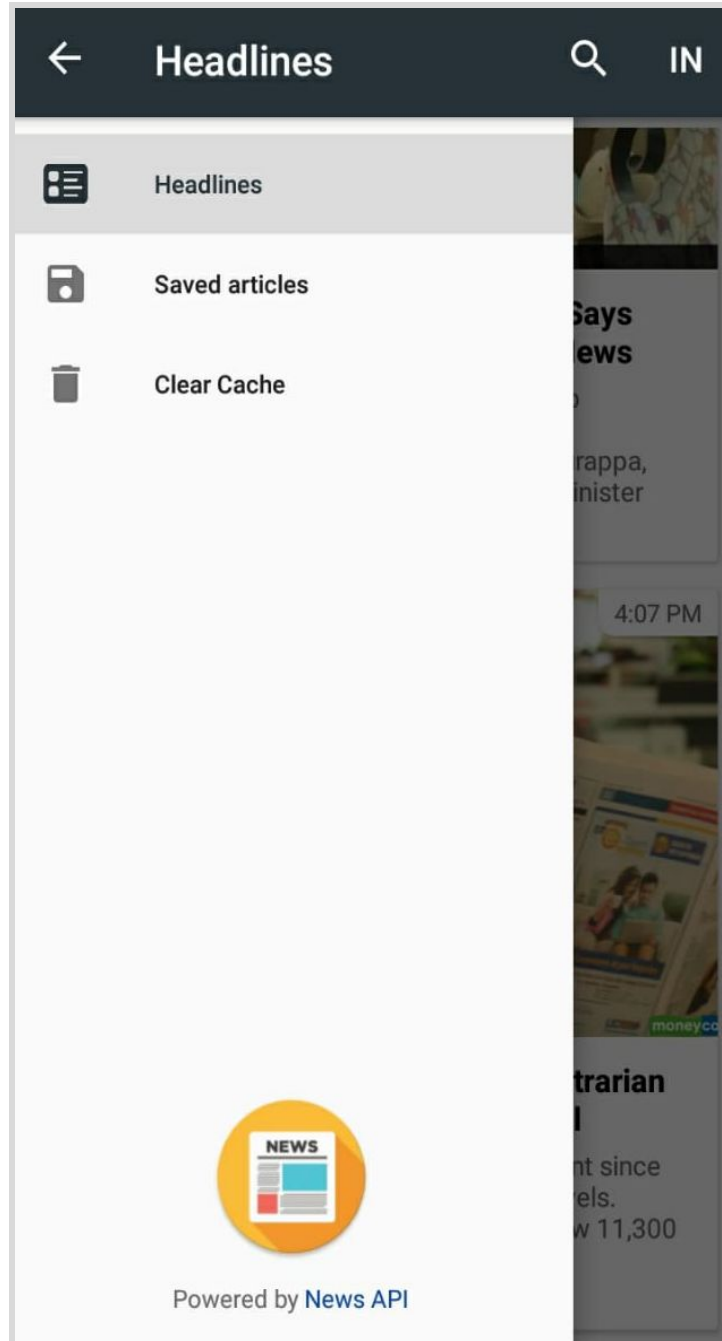 Headlines
IN
Headlines
Saved articles
Clear Cache
Says
ews
rappa,
inister
4:07 PM
moneyco
trarian
l
nt since
els.
w 11,300
NEWS
Powered by News API